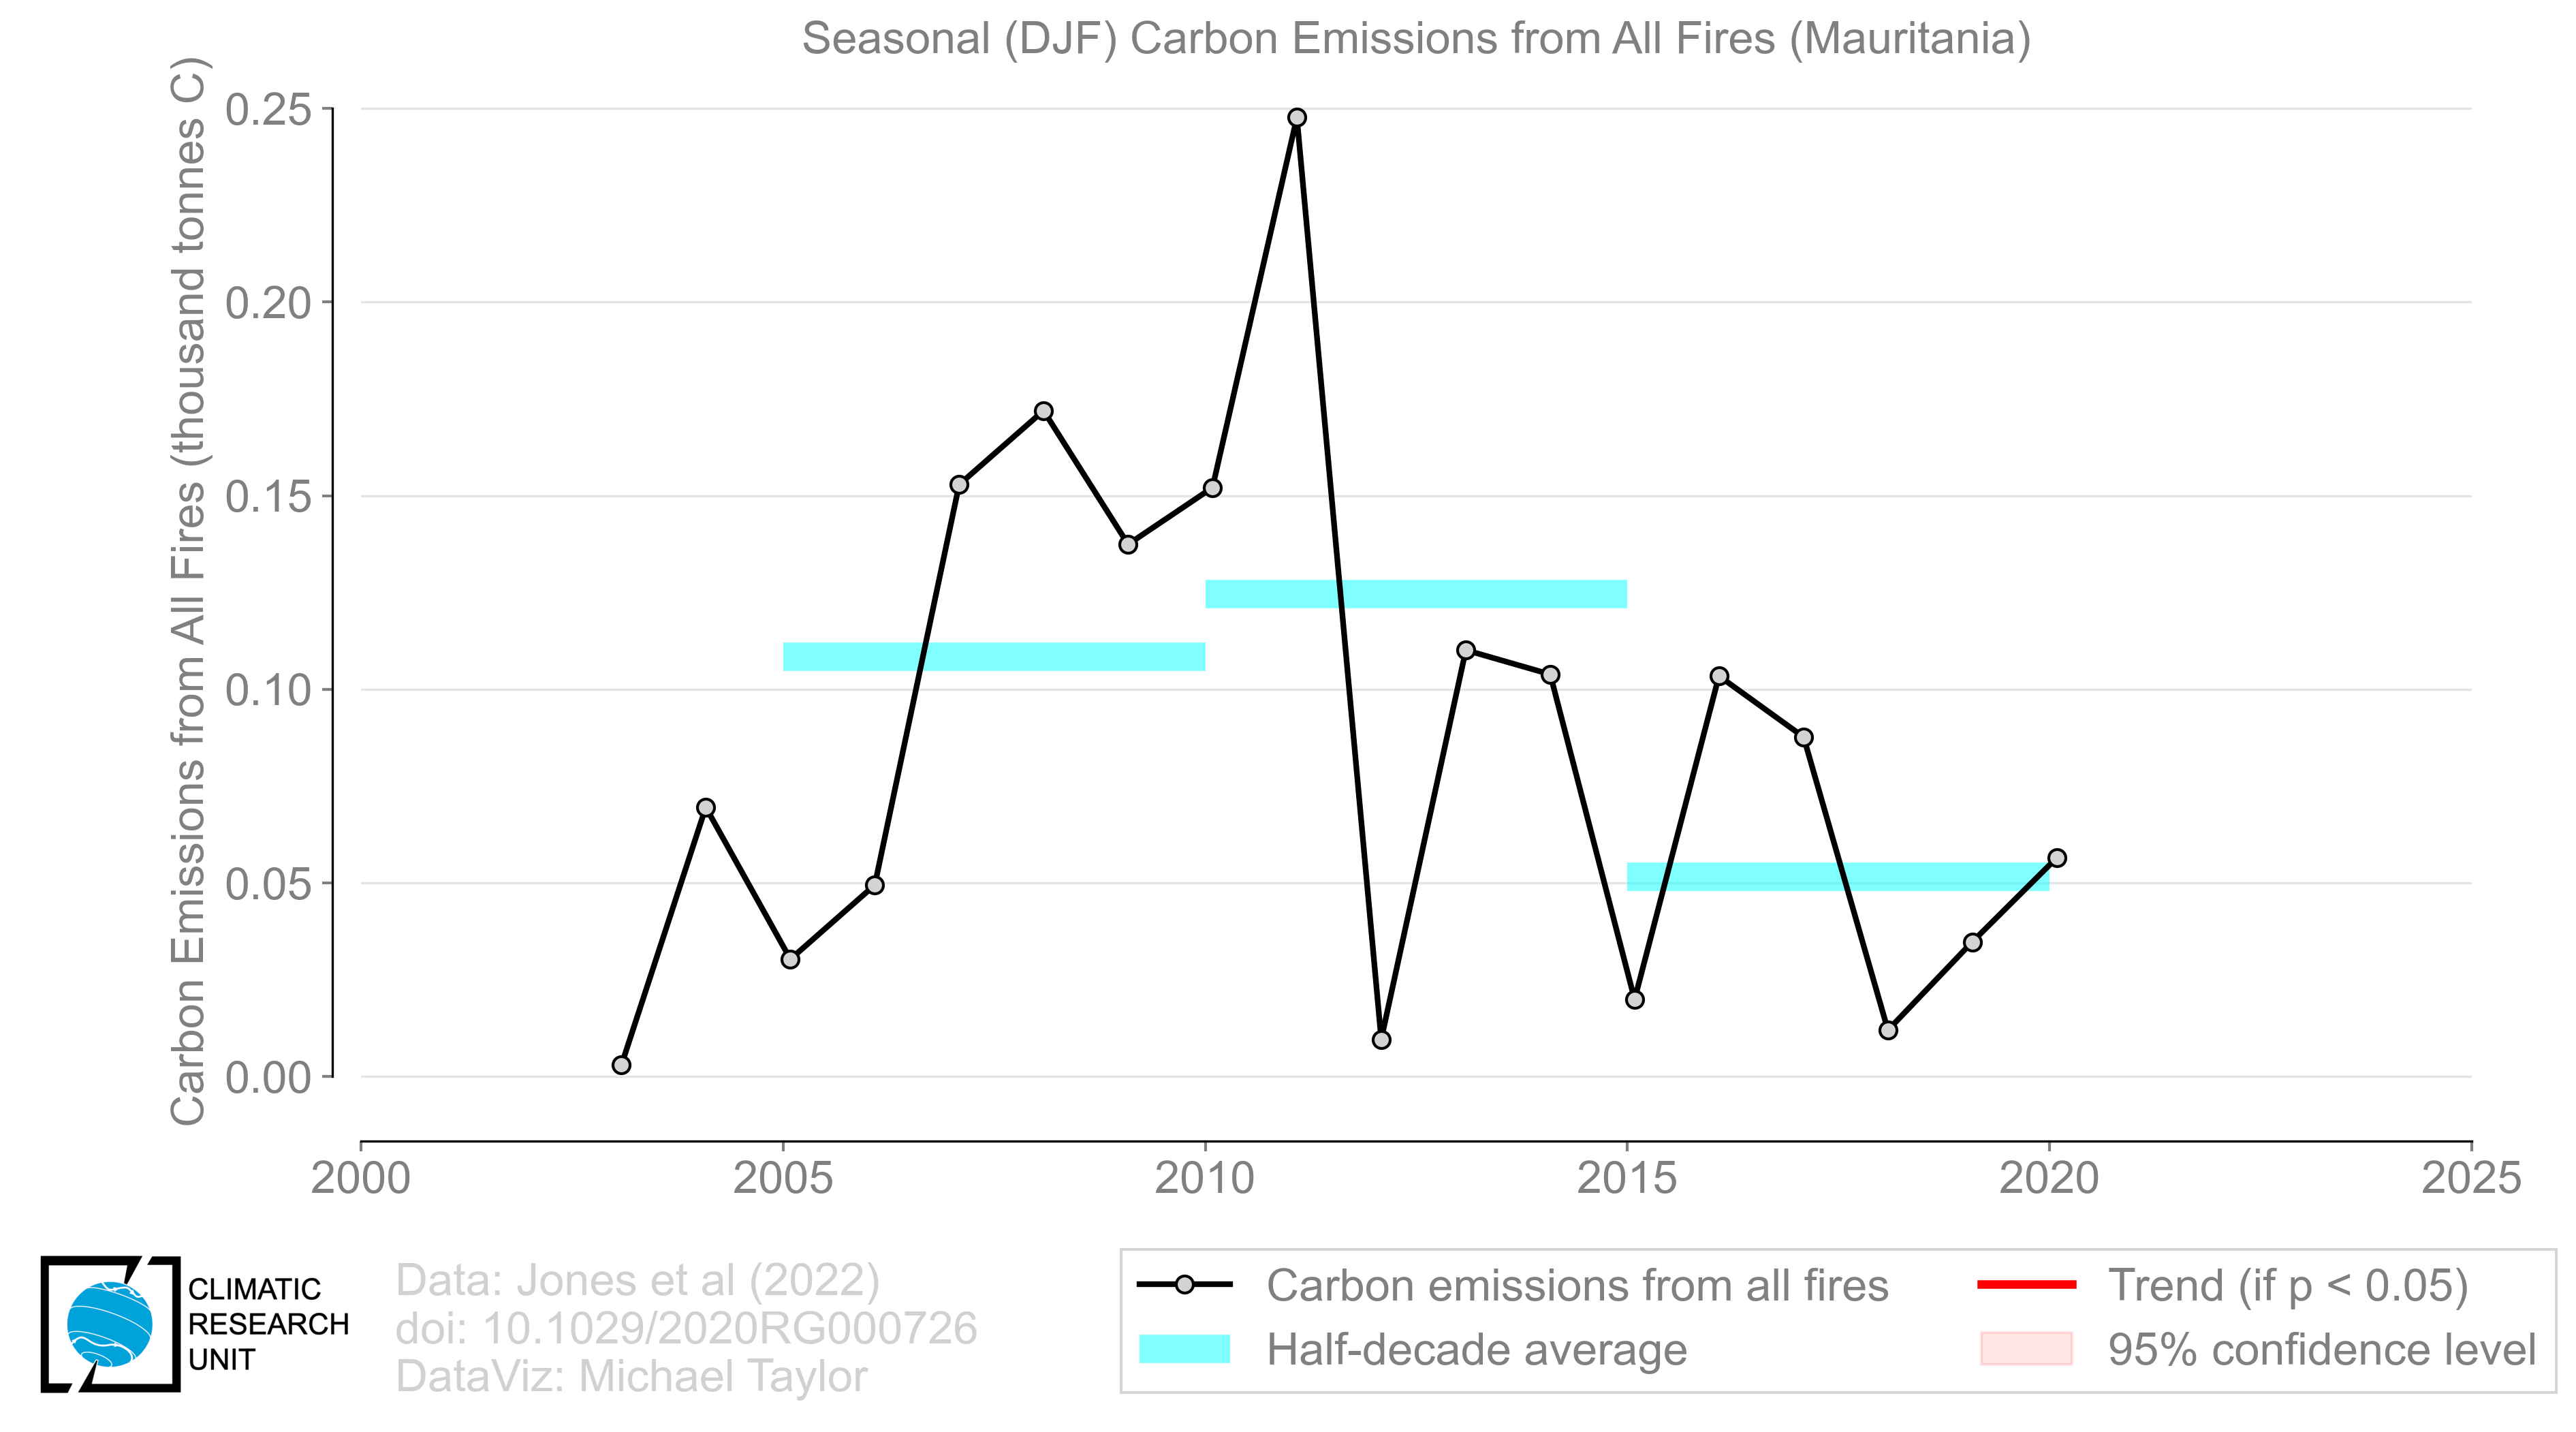 Seasonal (DJF) Carbon Emissions from All Fires (Mauritania)
Carbon Emissions from All Fires (thousand tonnes C)
0.25
0.20
0.15
0.10
0.05
0.00
2000
2005
2010
2015
2020
2025
CLIMATIC
RESEARCH
UNIT
Data: Jones et al (2022)
doi: 10.1029/2020RG000726
DataViz: Michael Taylor
Carbon emissions from all fires
Half-decade average
Trend (if p < 0.05)
95% confidence level